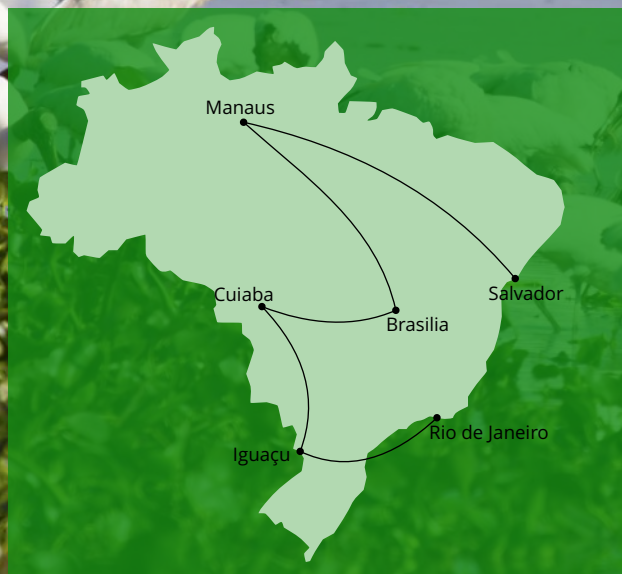 Manaus
Cuiaba
Salvador
Brasilia
Rio de Janeiro
Iguaçu